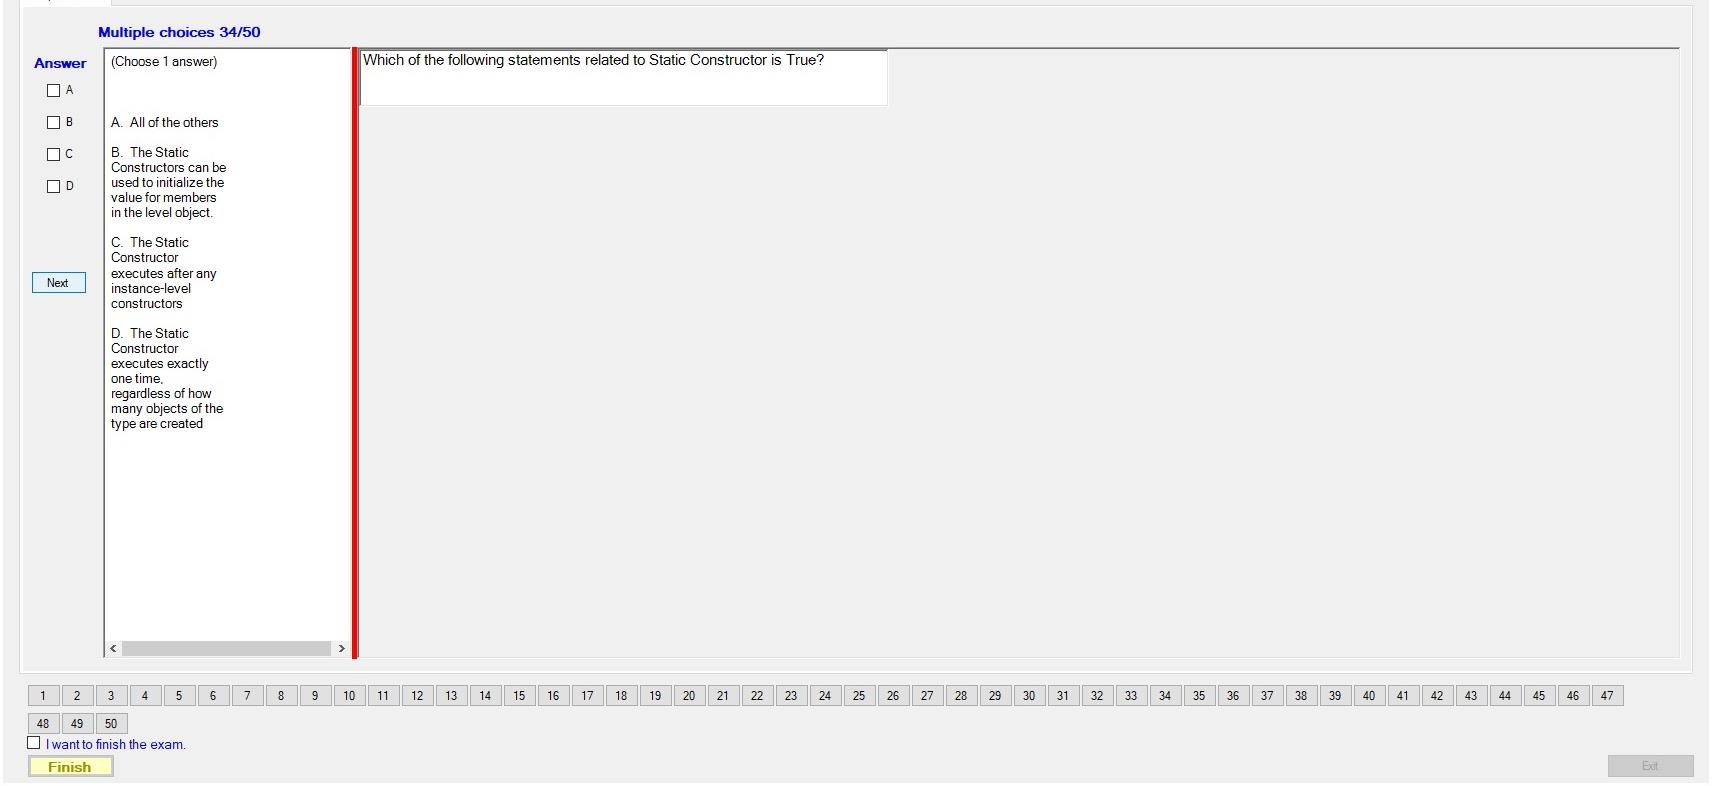 Multiple choices 34/50
Answer
A
B
C
D
Next
(Choose 1 answer)
A. All of the others
B. The Static
Constructors can be
used to initialize the
value for members
in the level object.
C. The Static
Constructor
executes after any
instance-level
constructors
D. The Static
Constructor
executes exactly
one time,
regardless of how
many objects of the
type are created
Which of the following statements related to Static Constructor is True?
1 2 3 4 5 6 7 8 9 10 11 12 13 14 15 16 17 18 19 20 21 22 23 24 25 26 27 28 29 30 31 32 33 34 35 36 37 38 39 40 41 42 43 44 45 46 47
48 49 50
I want to finish the exam.
Finish
Exit